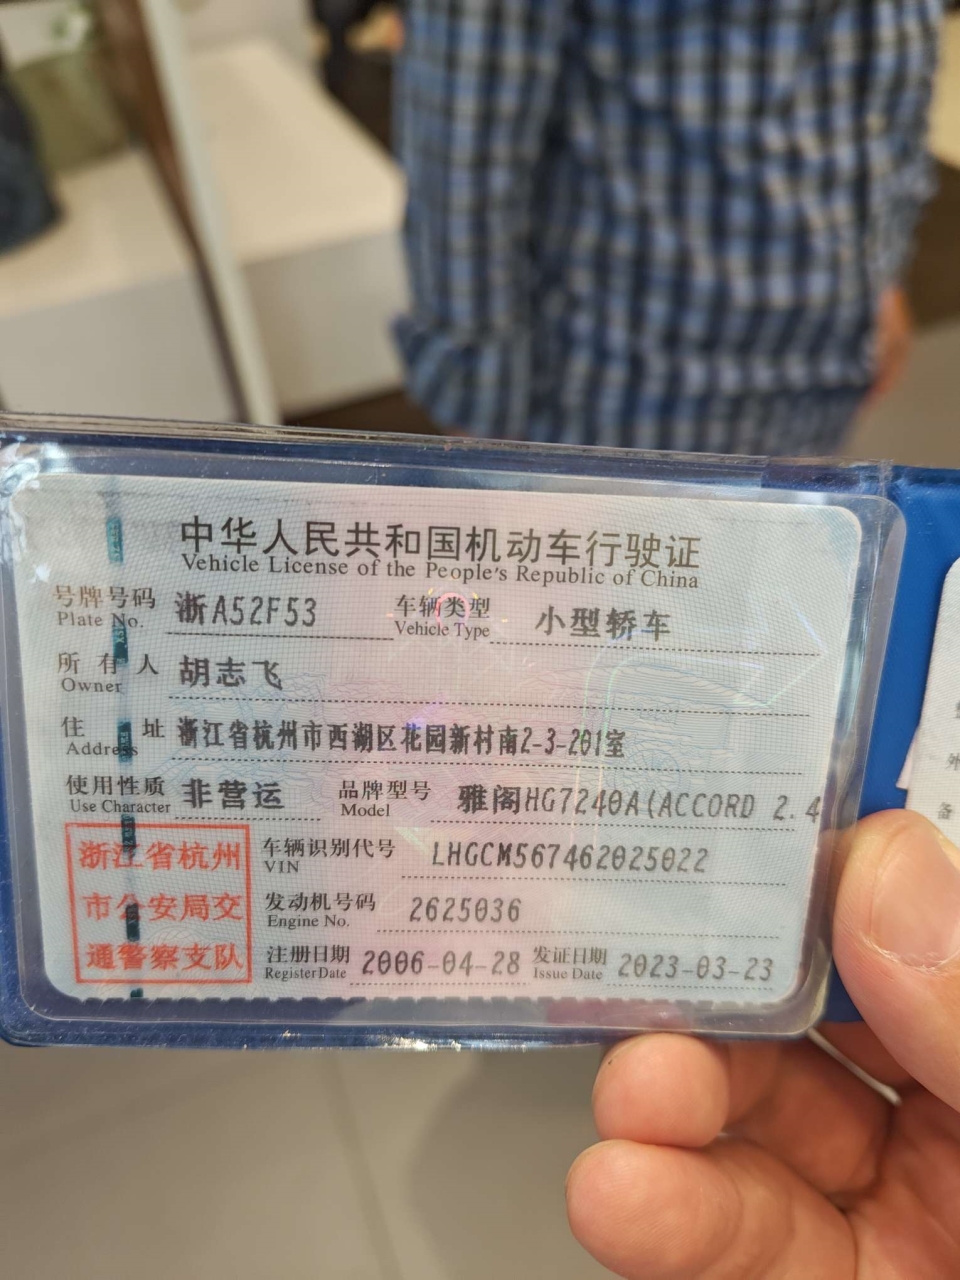 中华人民共和国机动车行驶证
Vehicle License of the People's Republic of China
号牌号码 浙A52F53 车辆类型 小型轿车
Plate No. Vehicle Type
所有人 胡志飞
Owner
住址 浙江省杭州市西湖区花园新村南2-3-201室
Address
使用性质 非营运 品牌型号 雅阁HG7240A(ACCORD 2.4
Use Character Model
浙江省杭州
市公安局交
通警察支队
车辆识别代号 LHGCM567462025022
VIN
发动机号码 2625036
Engine No.
注册日期 2006-04-28 发证日期 2023-03-23
Register Date Issue Date
备